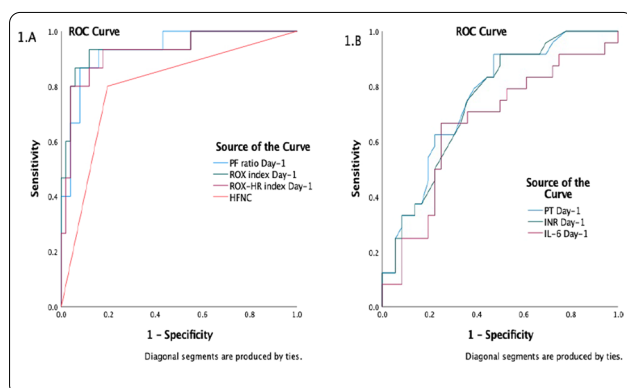 1.A
ROC Curve
Sensitivity
1.0
0.8
0.6
0.4
0.2
0.0
0.0 0.2 0.4 0.6 0.8 1.0
1 - Specificity
Source of the Curve
PF ratio Day-1
ROX index Day-1
ROX-HR index Day-1
HFNC
Diagonal segments are produced by ties.
1.B
ROC Curve
Sensitivity
1.0
0.8
0.6
0.4
0.2
0.0
0.0 0.2 0.4 0.6 0.8 1.0
1 - Specificity
Source of the
Curve
PT Day-1
INR Day-1
IL-6 Day-1
Diagonal segments are produced by ties.